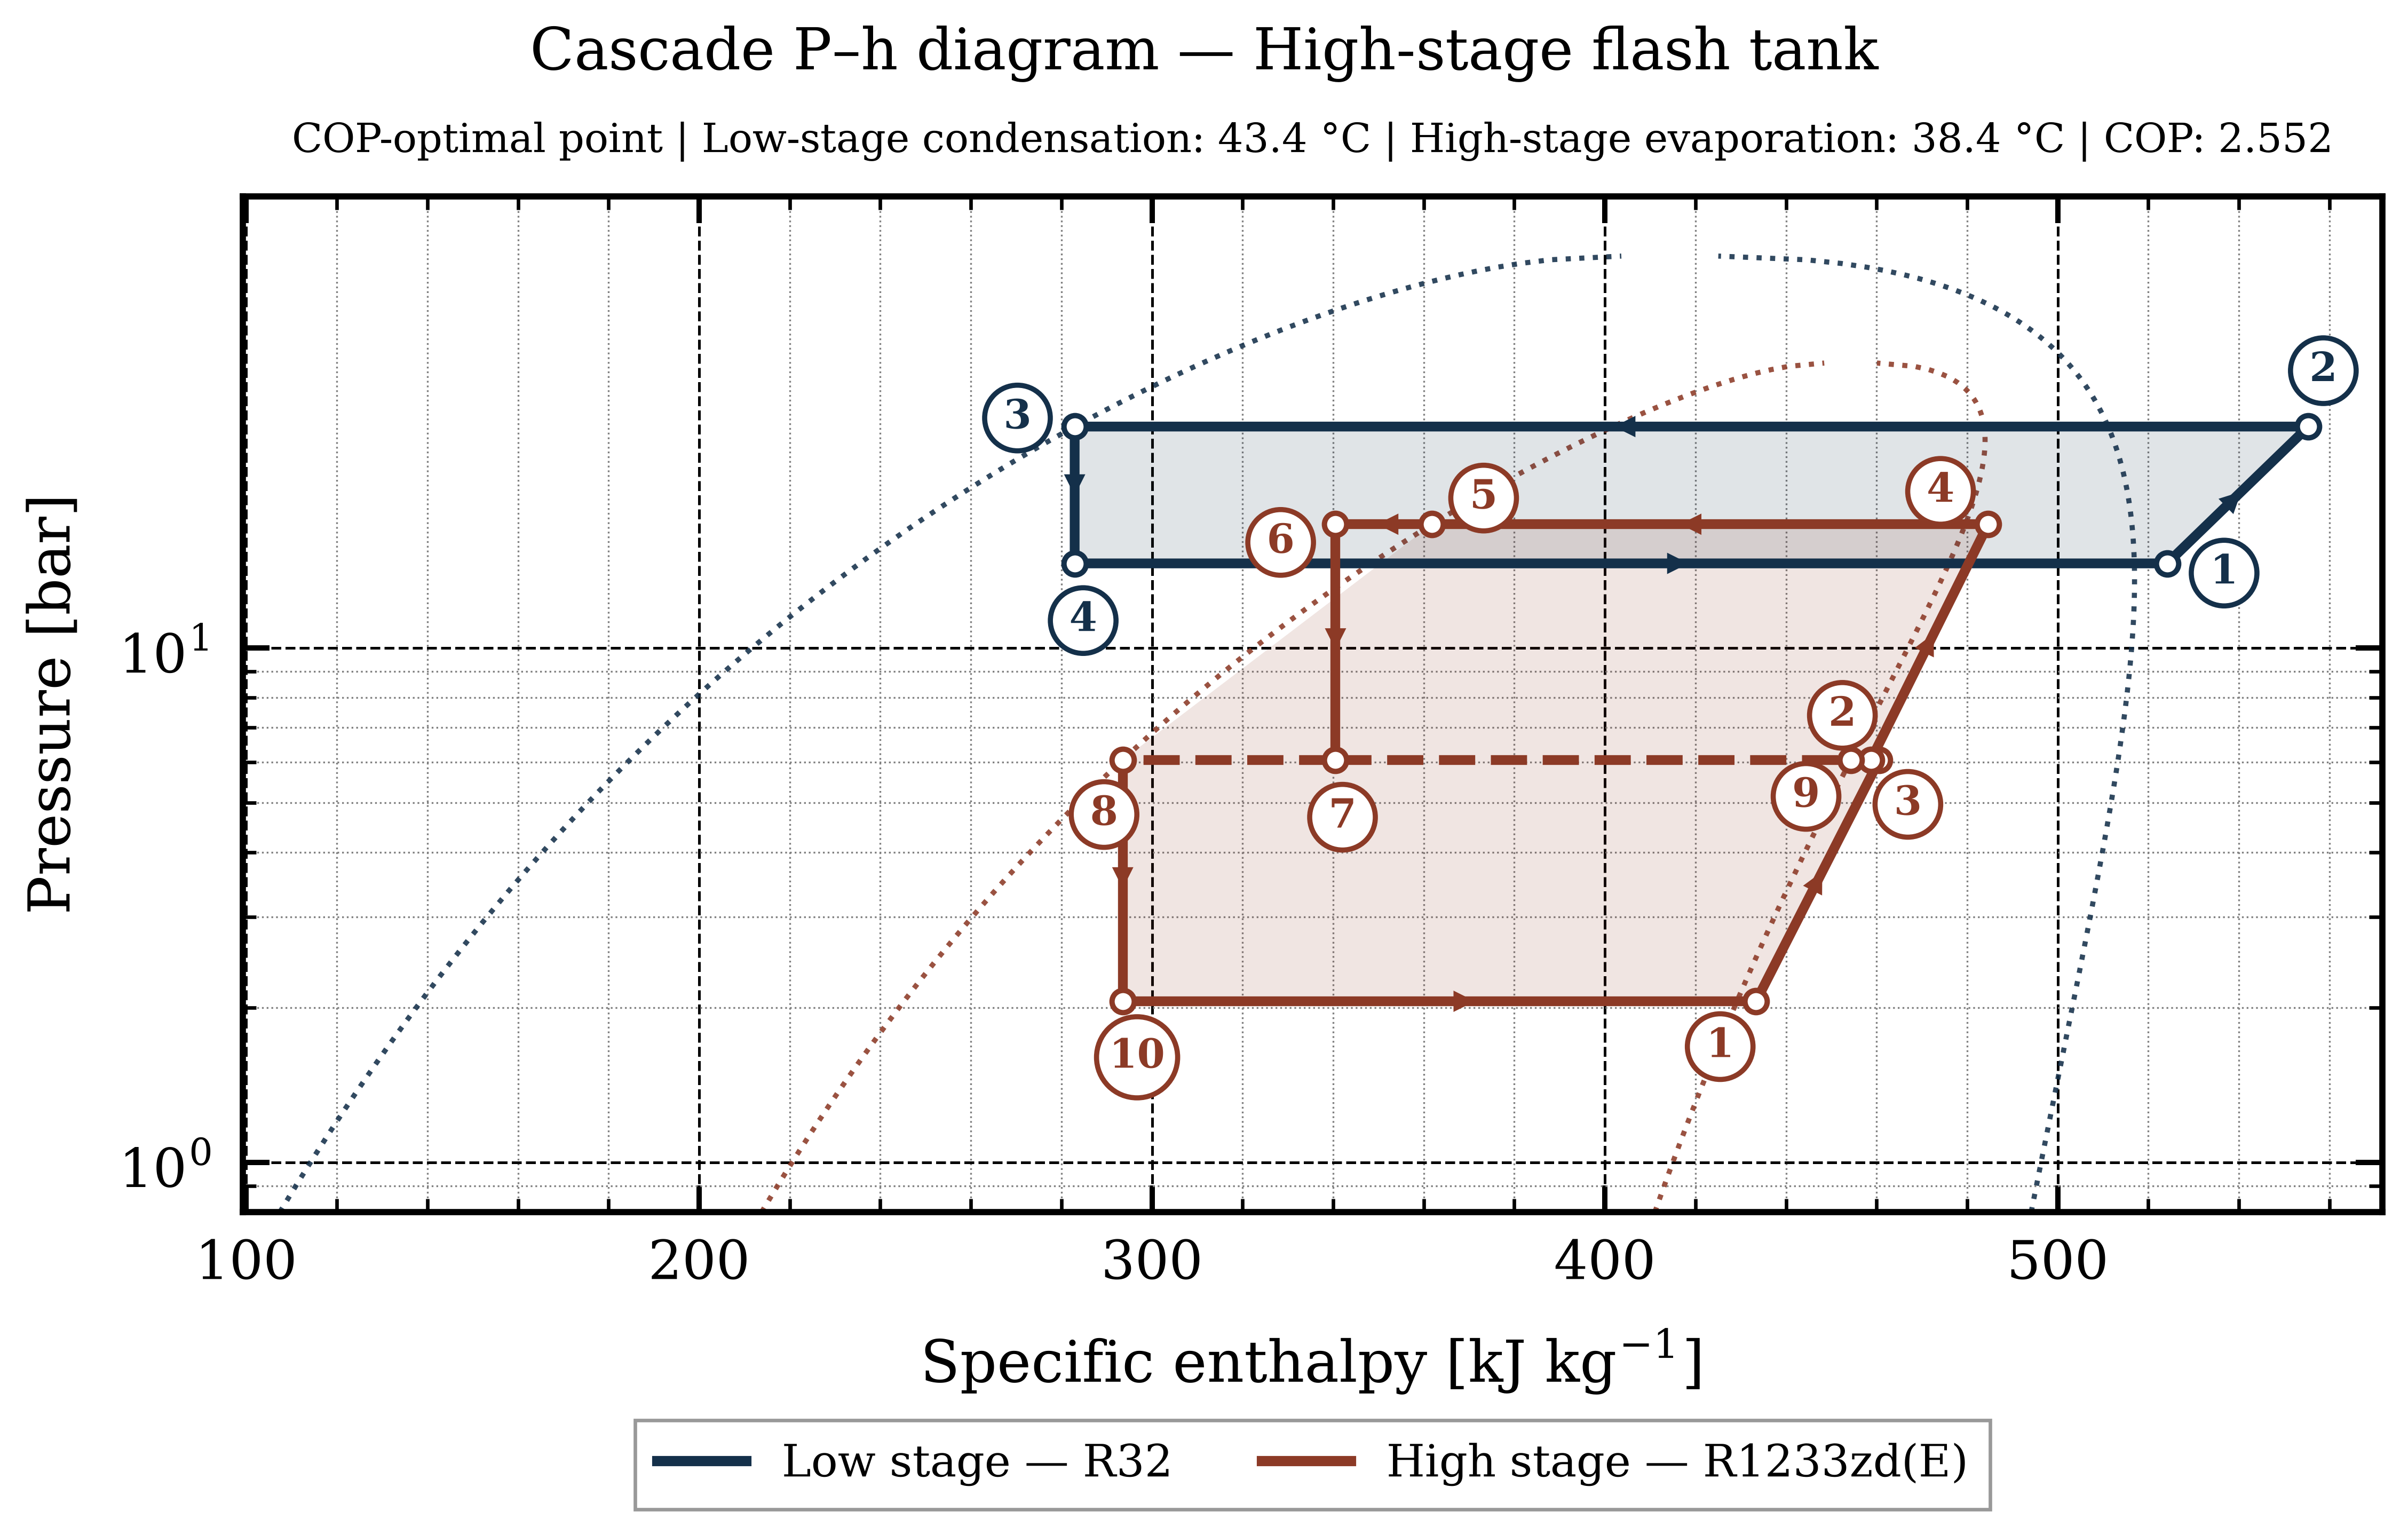 Cascade P–h diagram — High-stage flash tank
COP-optimal point | Low-stage condensation: 43.4 °C | High-stage evaporation: 38.4 °C | COP: 2.552
2
3
5
4
6
1
4
2
9
3
8
7
1
10
Pressure [bar]
10¹
10⁰
100 200 300 400 500
Specific enthalpy [kJ kg⁻¹]
Low stage — R32 High stage — R1233zd(E)